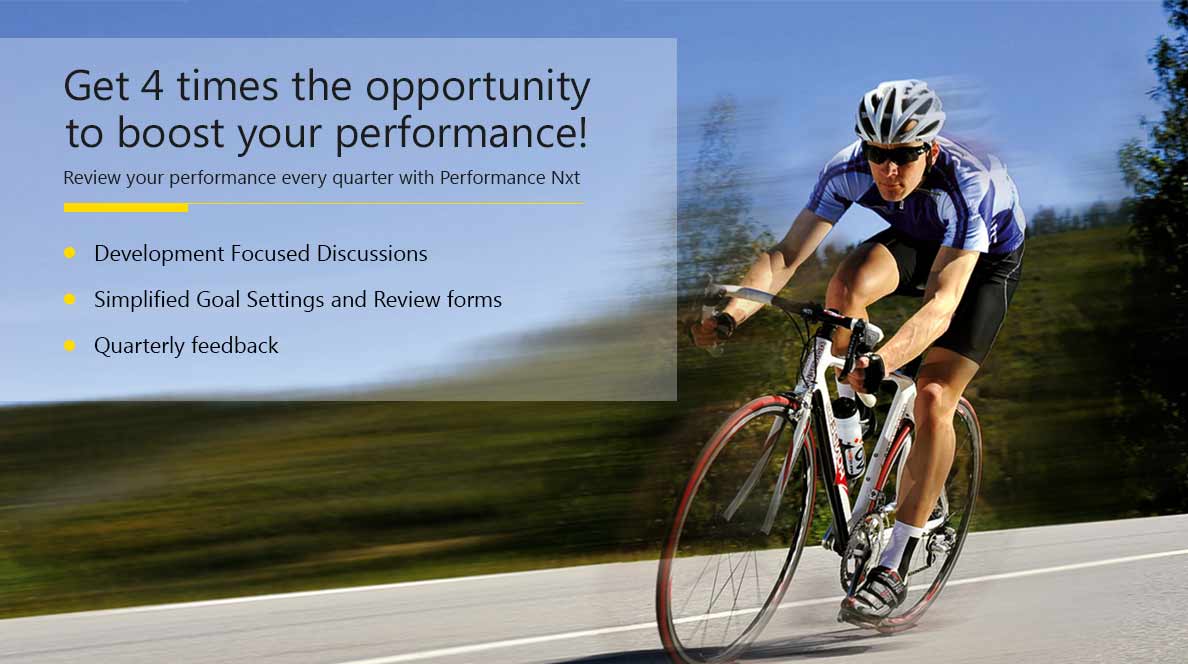 Get 4 times the opportunity
to boost your performance!
Review your performance every quarter with Performance Nxt
Development Focused Discussions
Simplified Goal Settings and Review forms
Quarterly feedback